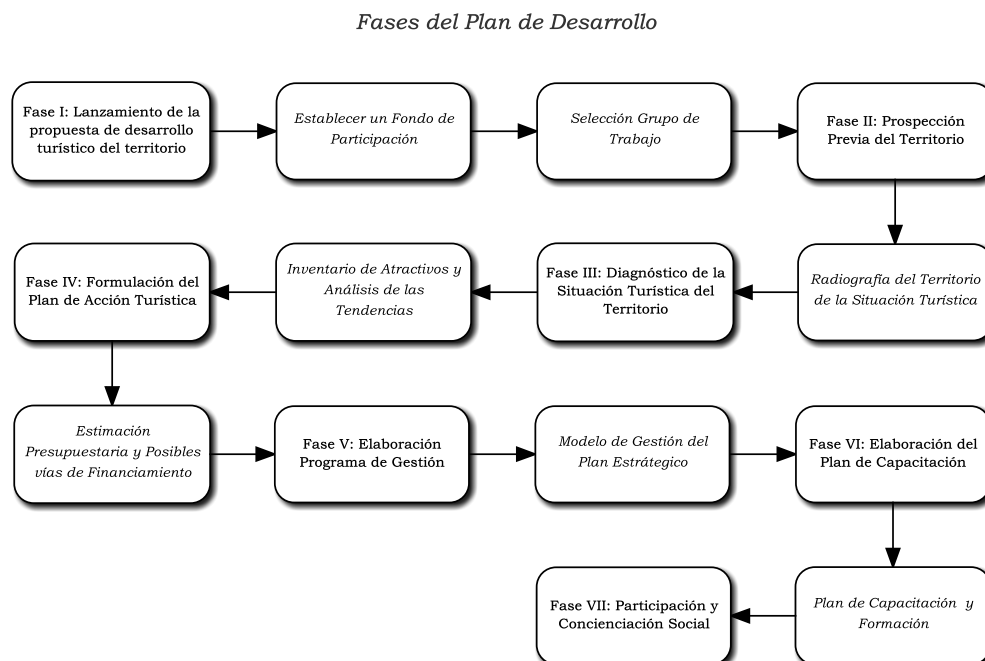 Fases del Plan de Desarrollo
Fase I: Lanzamiento de la
propuesta de desarrollo
turístico del territorio
Establecer un Fondo de
Participación
Selección Grupo de
Trabajo
Fase II: Prospección
Previa del Territorio
Radiografía del Territorio
de la Situación Turística
Fase III: Diagnóstico de la
Situación Turística del
Territorio
Inventario de Atractivos y
Análisis de las
Tendencias
Fase IV: Formulación del
Plan de Acción Turística
Estimación
Presupuestaria y Posibles
vías de Financiamiento
Fase V: Elaboración
Programa de Gestión
Modelo de Gestión del
Plan Estrátegico
Fase VI: Elaboración del
Plan de Capacitación
Plan de Capacitación y
Formación
Fase VII: Participación y
Concienciación Social